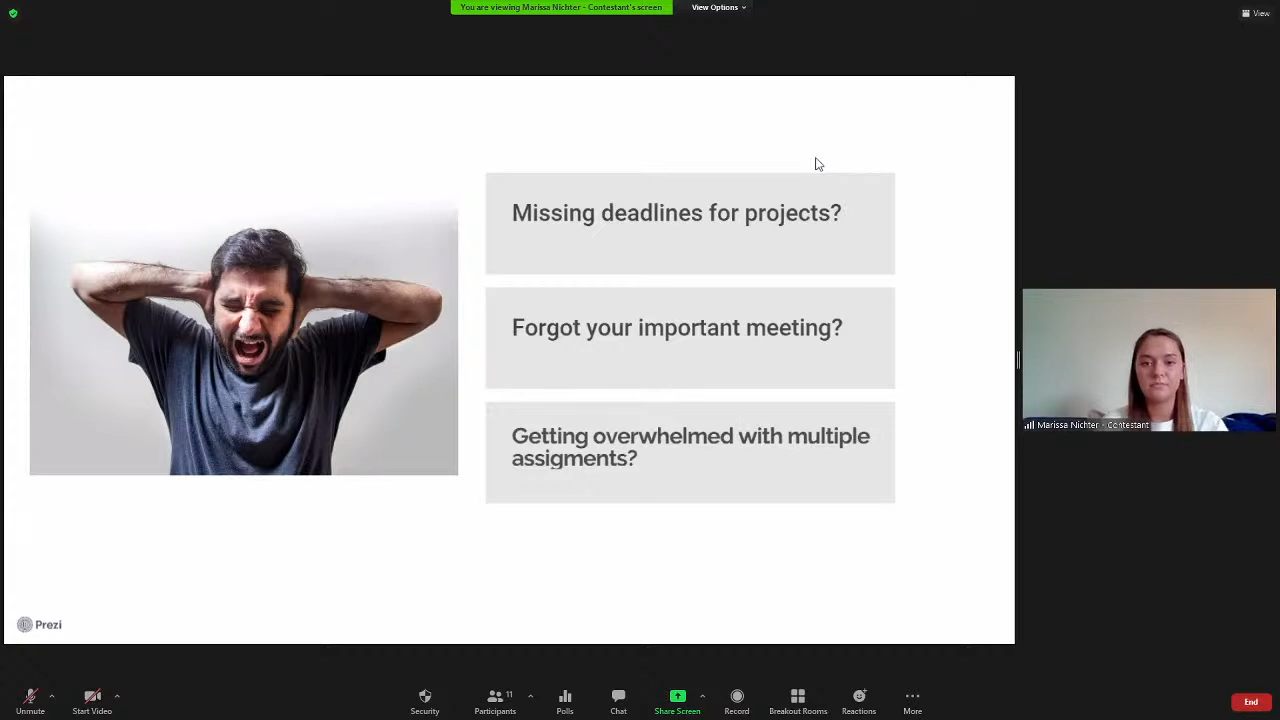 You are viewing Marissa Nichter - Contestant's screen
View Options
View
Missing deadlines for projects?
Forgot your important meeting?
Getting overwhelmed with multiple
assigments?
Marissa Nichter - Contestant
Prezi
Unmute
Start Video
Security
Participants
11
Polls
Chat
Share Screen
Record
Breakout Rooms
Reactions
More
End